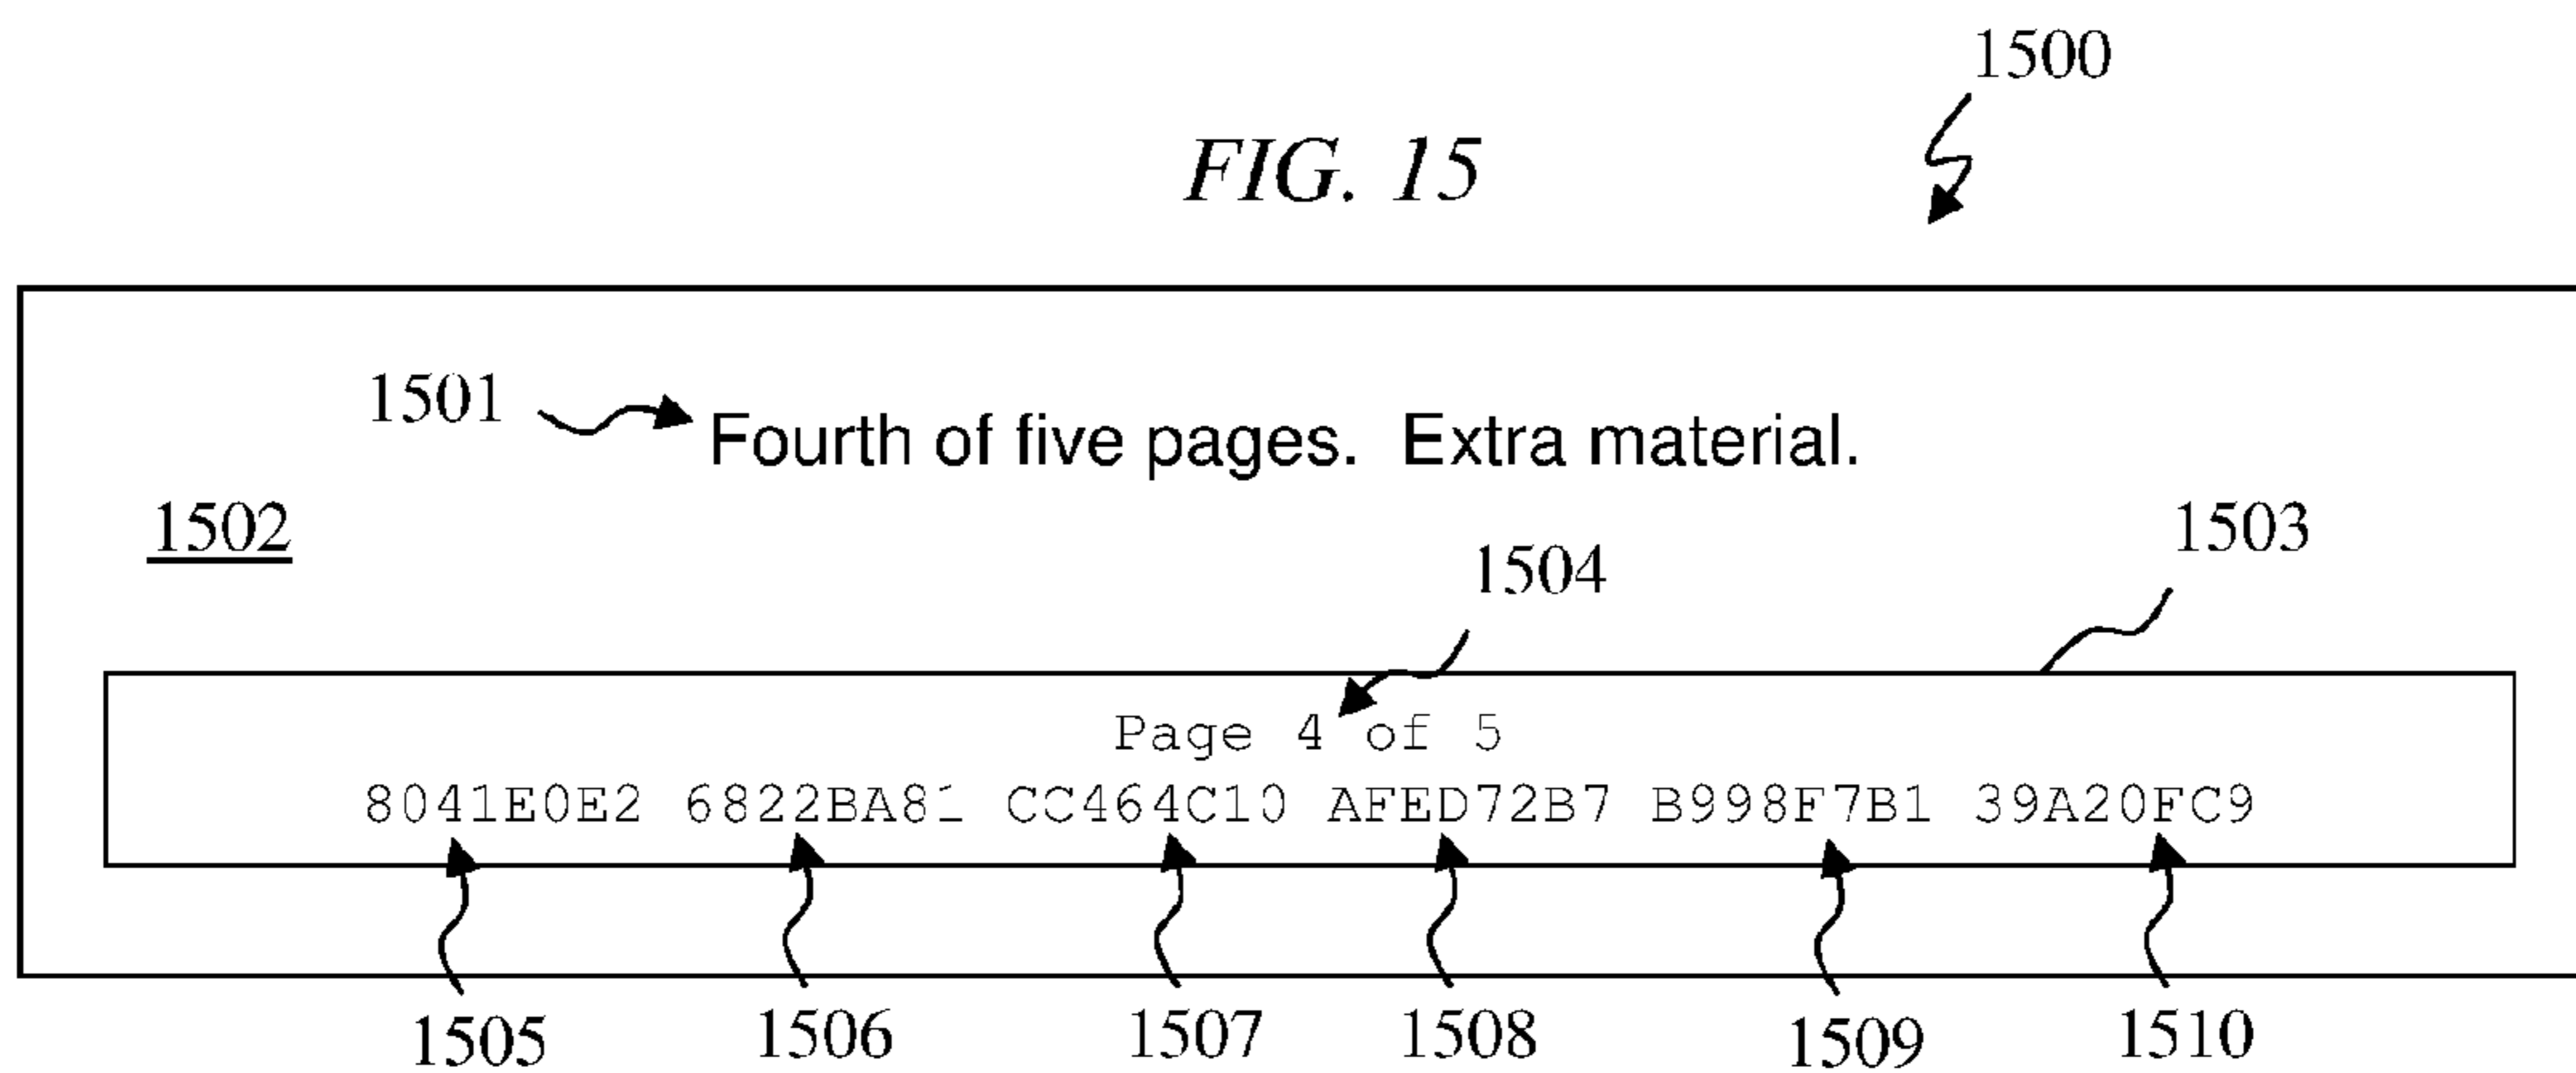 1500
FIG. 15
1501
Fourth of five pages.  Extra material.
1502
1503
1504
Page 4 of 5
8041E0E2 6822BA81 CC464C10 AFED72B7 B998F7B1 39A20FC9
1505 1506 1507 1508 1509 1510